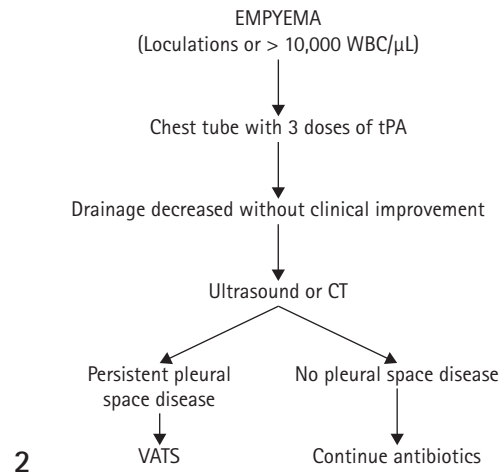 EMPYEMA
(Loculations or > 10,000 WBC/µL)
Chest tube with 3 doses of tPA
Drainage decreased without clinical improvement
Ultrasound or CT
Persistent pleural
space disease
No pleural space disease
VATS
Continue antibiotics
2